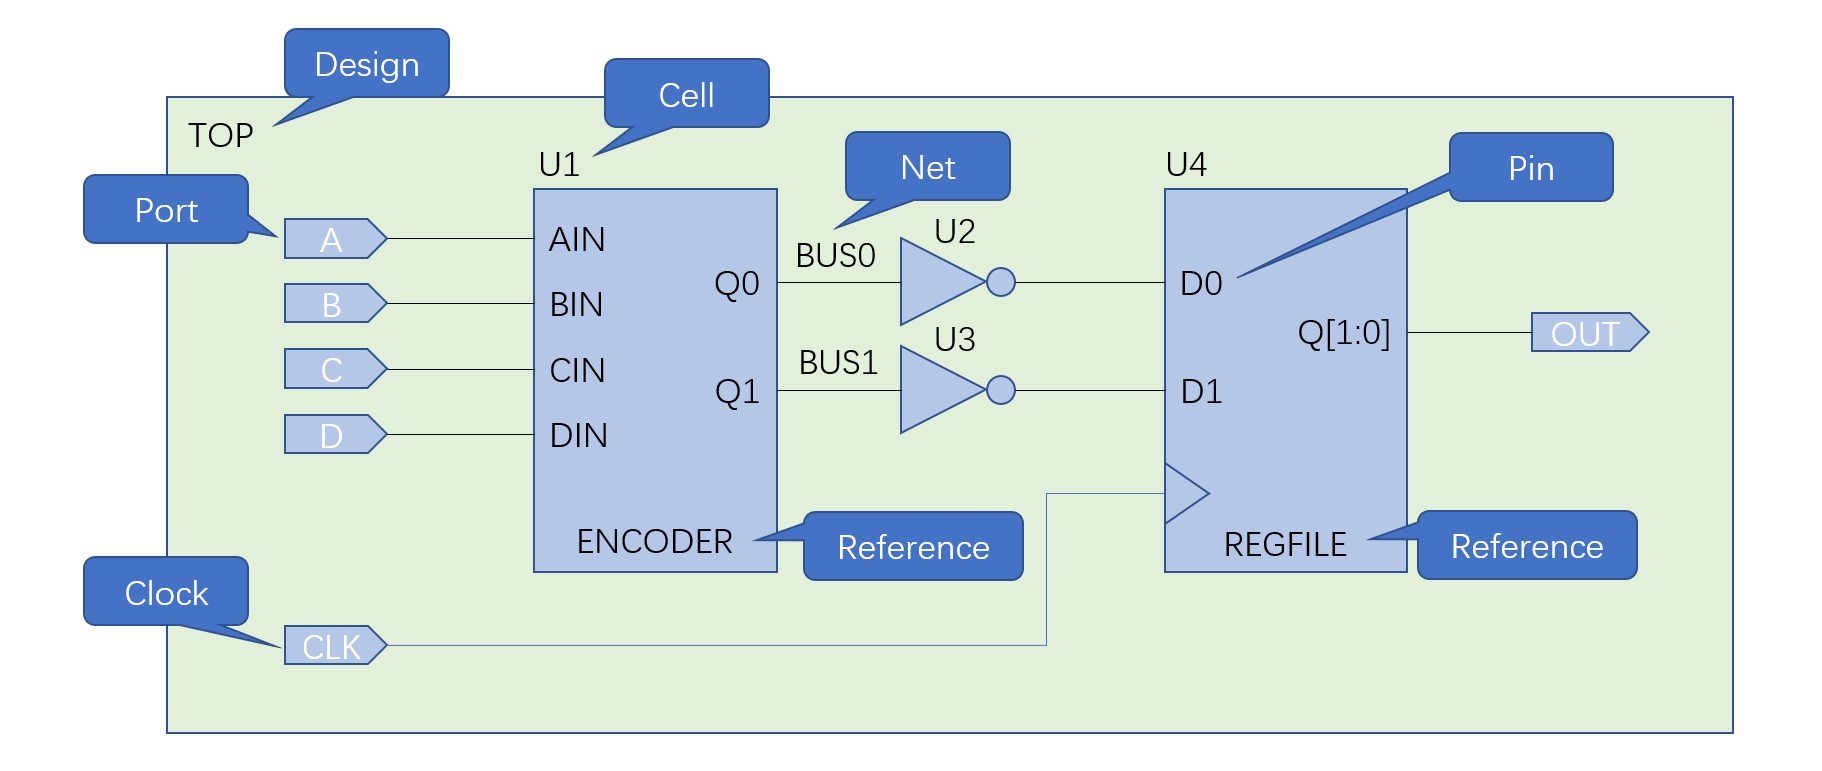 Design
Cell
TOP
Net
Pin
U1
U4
Port
A
AIN
U2
BUS0
B
BIN
Q0
D0
C
CIN
U3
BUS1
Q[1:0]
OUT
D
DIN
Q1
D1
ENCODER
Reference
REGFILE
Reference
Clock
CLK